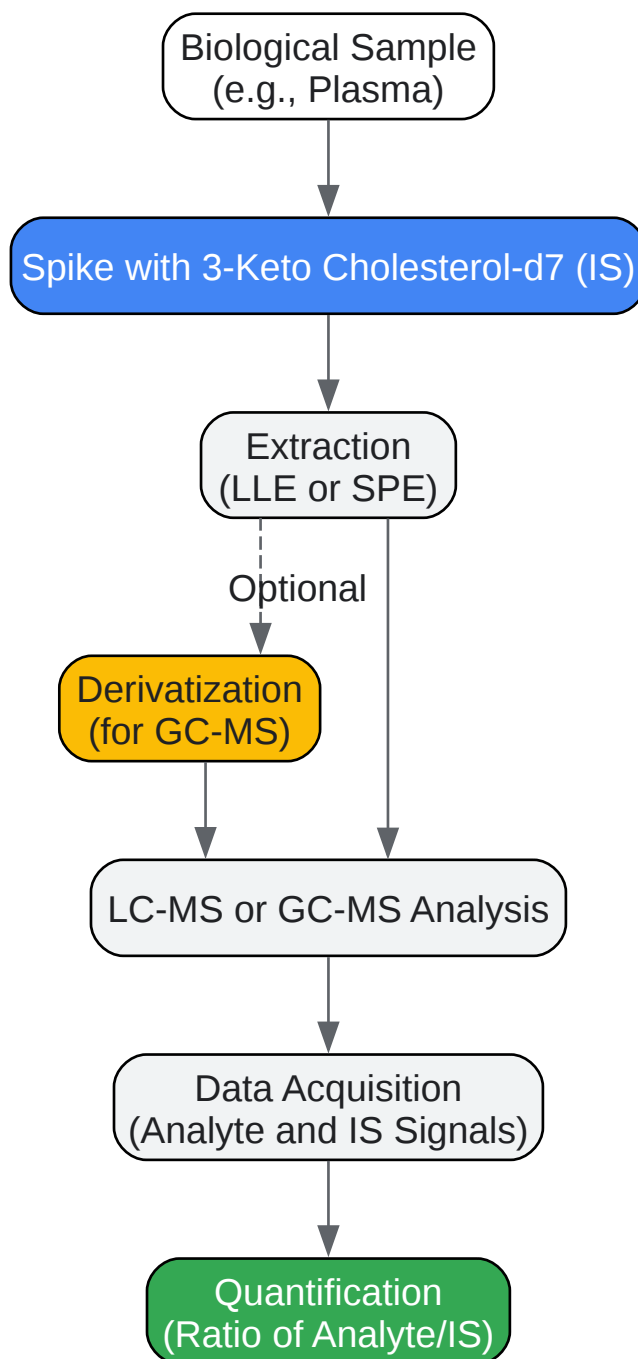 Biological Sample
(e.g., Plasma)
Spike with 3-Keto Cholesterol-d7 (IS)
Extraction
(LLE or SPE)
Optional
Derivatization
(for GC-MS)
LC-MS or GC-MS Analysis
Data Acquisition
(Analyte and IS Signals)
Quantification
(Ratio of Analyte/IS)